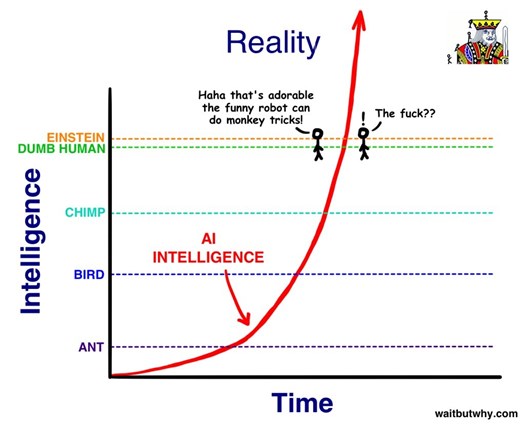 Reality
Haha that's adorable
the funny robot can
do monkey tricks!
!
The fuck??
EINSTEIN
DUMB HUMAN
CHIMP
AI
INTELLIGENCE
BIRD
ANT
Intelligence
Time
waitbutwhy.com